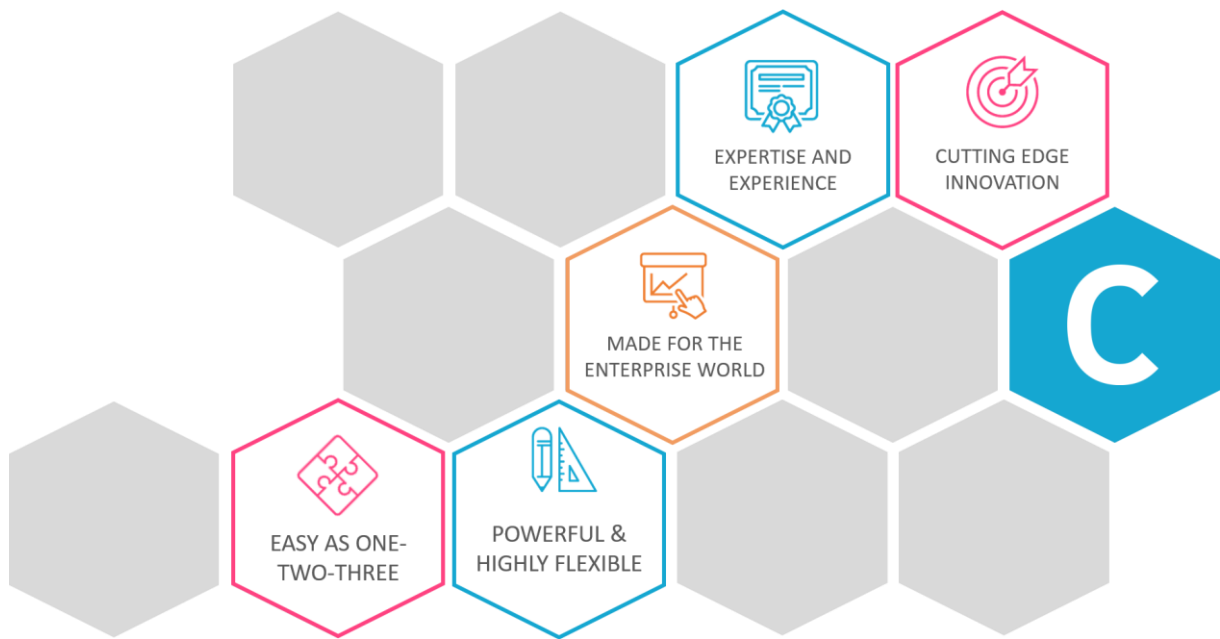 EXPERTISE AND
EXPERIENCE
CUTTING EDGE
INNOVATION
MADE FOR THE
ENTERPRISE WORLD
C
EASY AS ONE-
TWO-THREE
POWERFUL &
HIGHLY FLEXIBLE